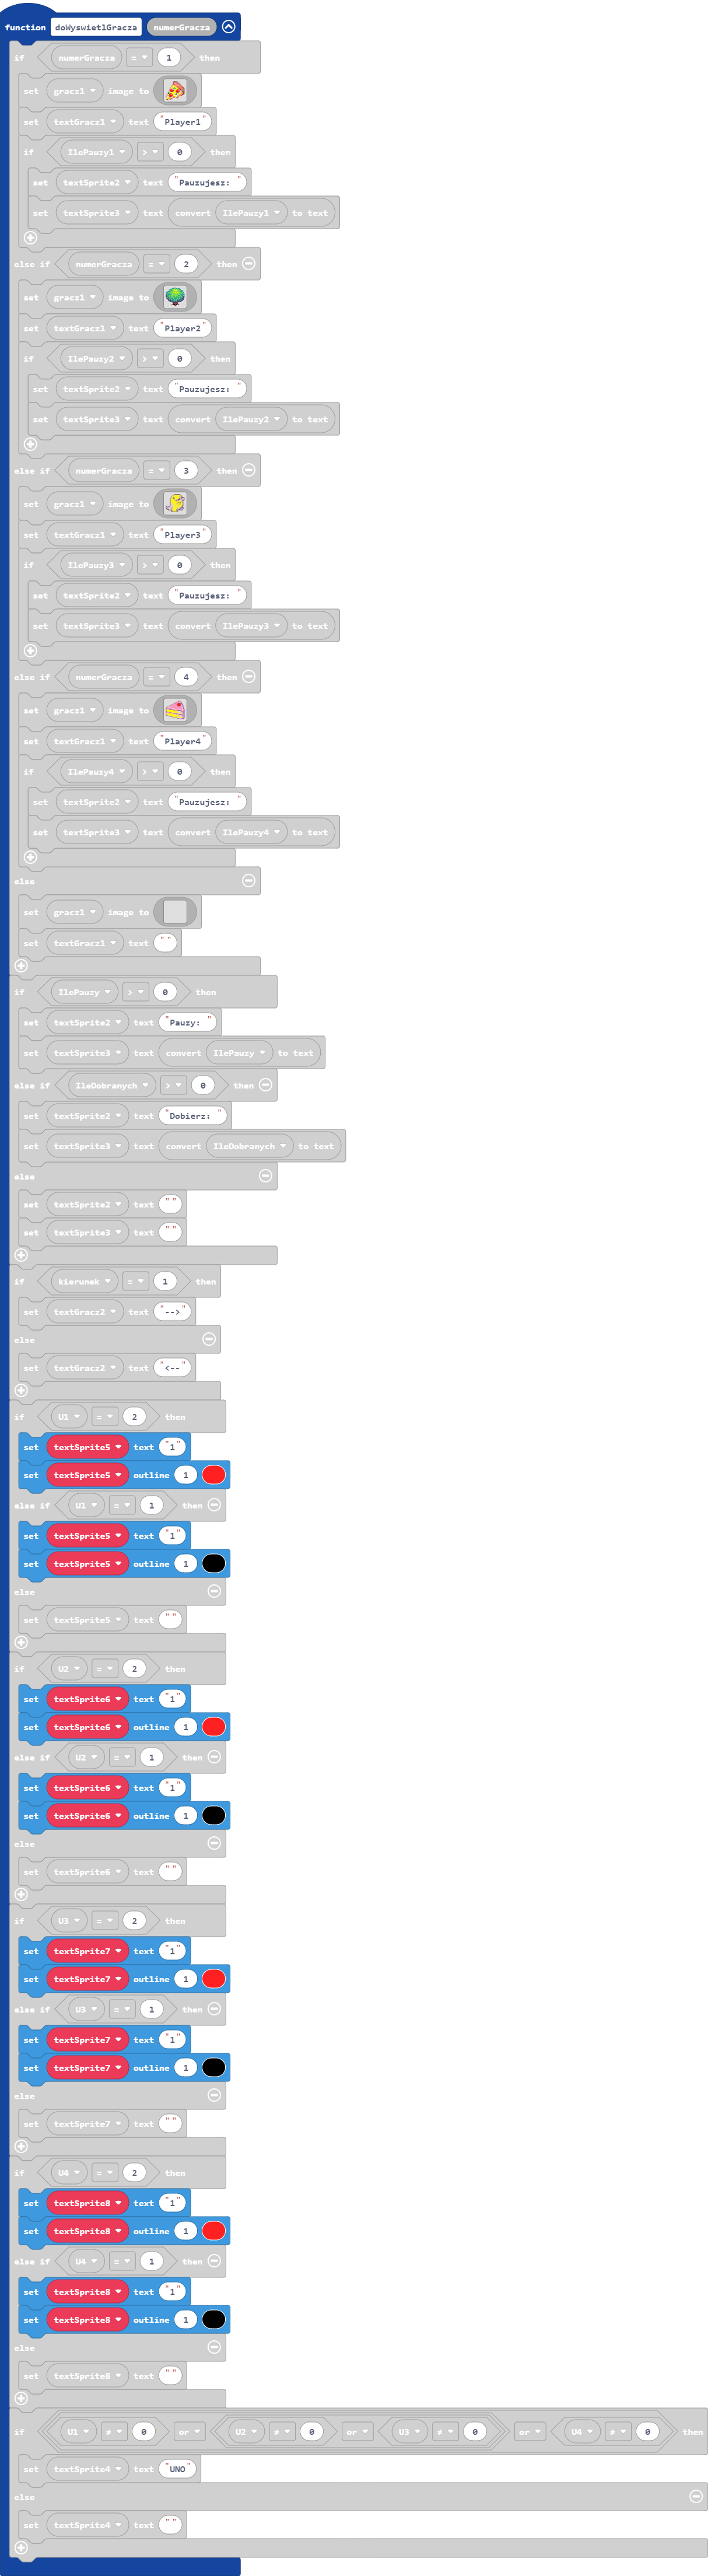 function doWyswietlGracza numerGracza
if numerGracza = 1 then
set gracz1 image to
set textGracz1 text "Player1"
if IlePauzy1 > 0 then
set textSprite2 text "Pauzujesz: "
set textSprite3 text convert IlePauzy1 to text
else if numerGracza = 2 then
set gracz1 image to
set textGracz1 text "Player2"
if IlePauzy2 > 0 then
set textSprite2 text "Pauzujesz: "
set textSprite3 text convert IlePauzy2 to text
else if numerGracza = 3 then
set gracz1 image to
set textGracz1 text "Player3"
if IlePauzy3 > 0 then
set textSprite2 text "Pauzujesz: "
set textSprite3 text convert IlePauzy3 to text
else if numerGracza = 4 then
set gracz1 image to
set textGracz1 text "Player4"
if IlePauzy4 > 0 then
set textSprite2 text "Pauzujesz: "
set textSprite3 text convert IlePauzy4 to text
else
set gracz1 image to
set textGracz1 text ""
if IlePauzy > 0 then
set textSprite2 text "Pauzy: "
set textSprite3 text convert IlePauzy to text
else if IleDobranych > 0 then
set textSprite2 text "Dobierz: "
set textSprite3 text convert IleDobranych to text
else
set textSprite2 text ""
set textSprite3 text ""
if kierunek = 1 then
set textGracz2 text "-->"
else
set textGracz2 text "<--"
if U1 = 2 then
set textSprite5 text "1"
set textSprite5 outline 1
else if U1 = 1 then
set textSprite5 text "1"
set textSprite5 outline 1
else
set textSprite5 text ""
if U2 = 2 then
set textSprite6 text "1"
set textSprite6 outline 1
else if U2 = 1 then
set textSprite6 text "1"
set textSprite6 outline 1
else
set textSprite6 text ""
if U3 = 2 then
set textSprite7 text "1"
set textSprite7 outline 1
else if U3 = 1 then
set textSprite7 text "1"
set textSprite7 outline 1
else
set textSprite7 text ""
if U4 = 2 then
set textSprite8 text "1"
set textSprite8 outline 1
else if U4 = 1 then
set textSprite8 text "1"
set textSprite8 outline 1
else
set textSprite8 text ""
if U1 ≠ 0 or U2 ≠ 0 or U3 ≠ 0 or U4 ≠ 0 then
set textSprite4 text "UNO"
else
set textSprite4 text ""